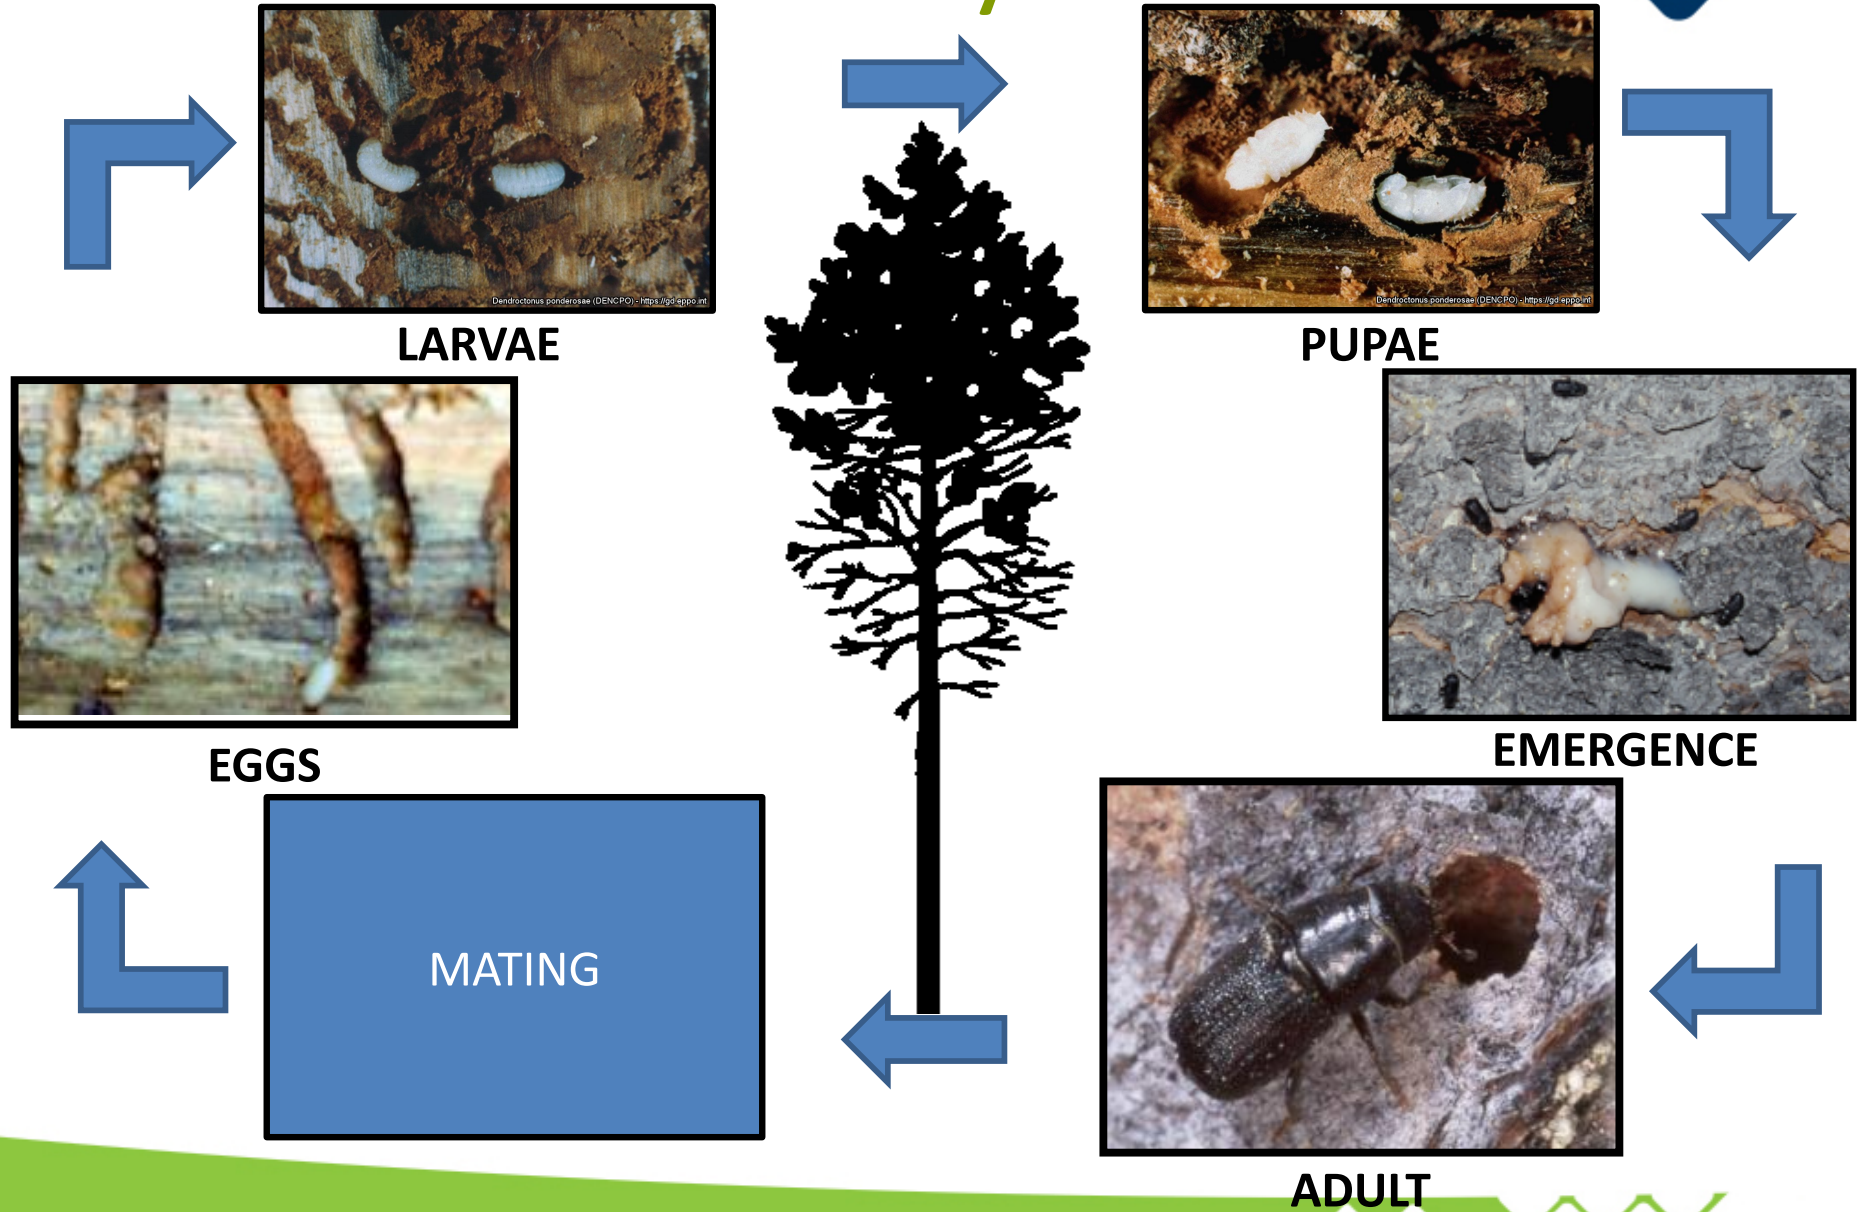 Dendroctonus ponderosae (DENCPO) - https://gd.eppo.int
Dendroctonus ponderosae (DENCPO) - https://gd.eppo.int
LARVAE
PUPAE
EGGS
EMERGENCE
MATING
ADULT